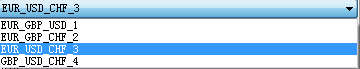 EUR_USD_CHF_3
EUR_GBP_USD_1
EUR_GBP_CHF_2
EUR_USD_CHF_3
GBP_USD_CHF_4